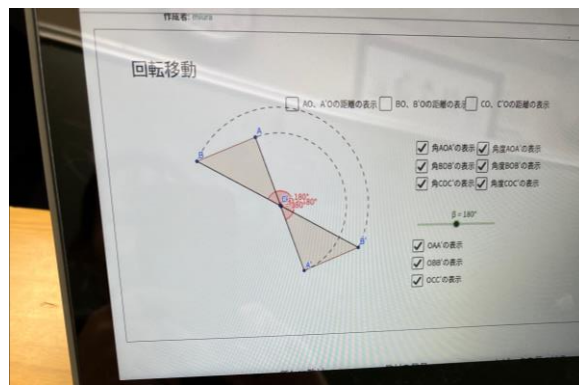 作成者:
回転移動
AO、A'Oの距離の表示 BO、B'Oの距離の表示 CO、C'Oの距離の表示
角AOA'の表示 角度AOA'の表示
角BOB'の表示 角度BOB'の表示
角COC'の表示 角度COC'の表示
β = 180°
OAA'の表示
OBB'の表示
OCC'の表示
A
B
180°
B'
A'